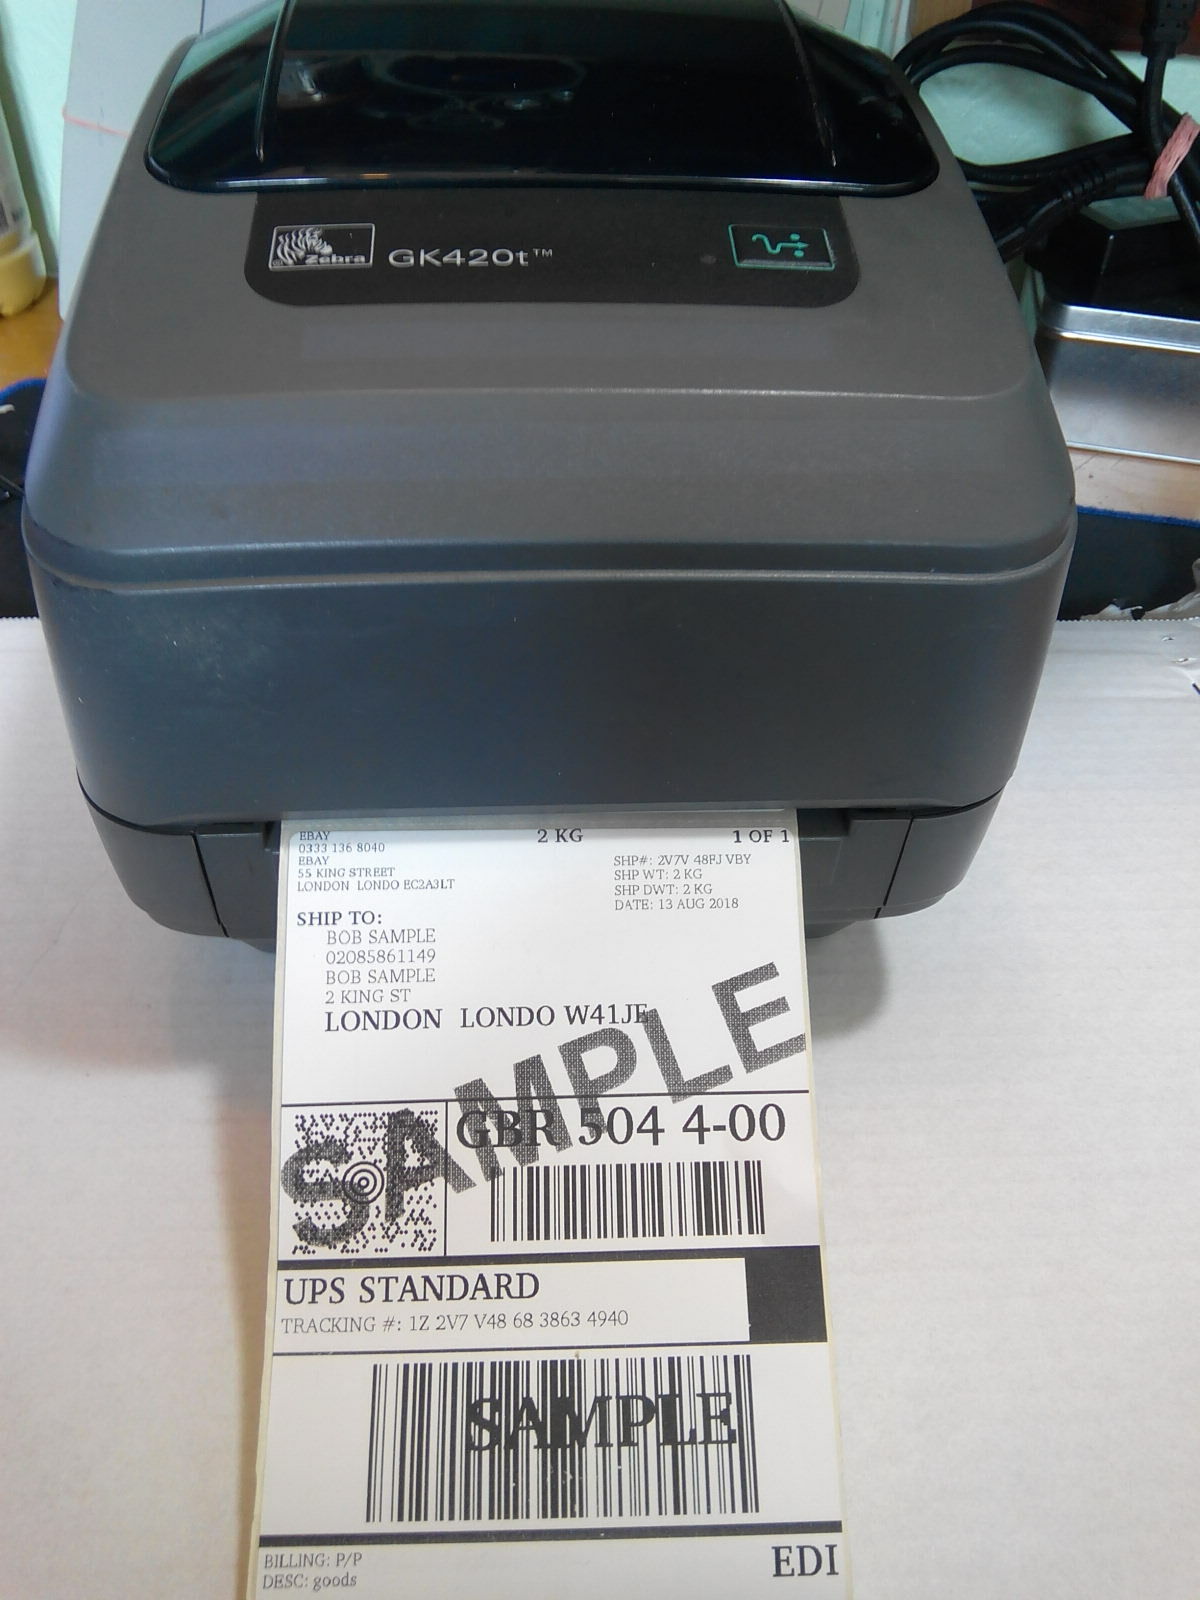 Zebra
GK420t™
EBAY
0333 136 8040
EBAY
55 KING STREET
LONDON LONDO EC2A3LT
2 KG
1 OF 1
SHP#: 2V7V 48FJ VBY
SHP WT: 2 KG
SHP DWT: 2 KG
DATE: 13 AUG 2018
SHIP TO:
BOB SAMPLE
02085861149
BOB SAMPLE
2 KING ST
LONDON LONDO W41JE
SAMPLE
GBR 504 4-00
UPS STANDARD
TRACKING #: 1Z 2V7 V48 68 3863 4940
SAMPLE
BILLING: P/P
DESC: goods
EDI